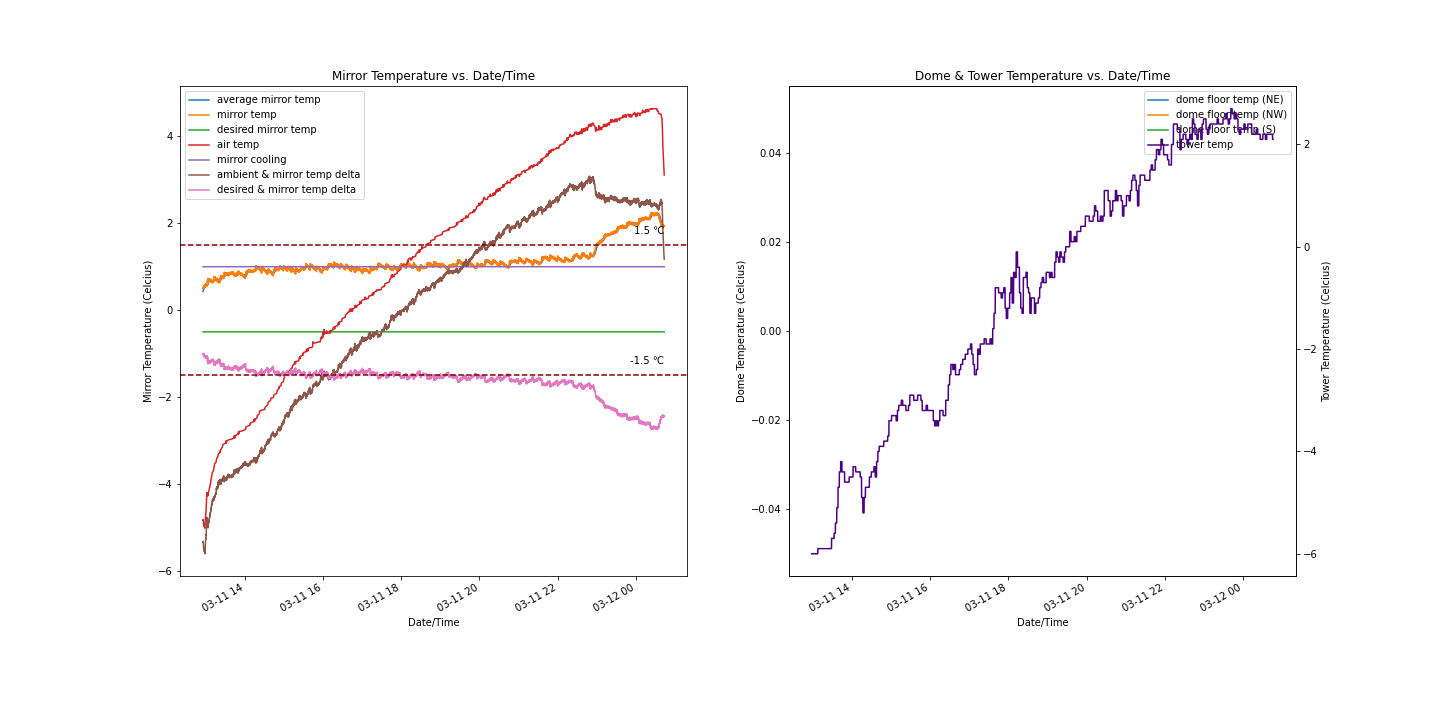 Mirror Temperature vs. Date/Time
average mirror temp
mirror temp
desired mirror temp
air temp
mirror cooling
ambient & mirror temp delta
desired & mirror temp delta
1.5 °C
-1.5 °C
4
2
0
−2
−4
−6
Mirror Temperature (Celcius)
03-11 14
03-11 16
03-11 18
03-11 20
03-11 22
03-12 00
Date/Time
Dome & Tower Temperature vs. Date/Time
dome floor temp (NE)
dome floor temp (NW)
dome floor temp (S)
tower temp
0.04
0.02
0.00
−0.02
−0.04
Dome Temperature (Celcius)
2
0
−2
−4
−6
Tower Temperature (Celcius)
03-11 14
03-11 16
03-11 18
03-11 20
03-11 22
03-12 00
Date/Time